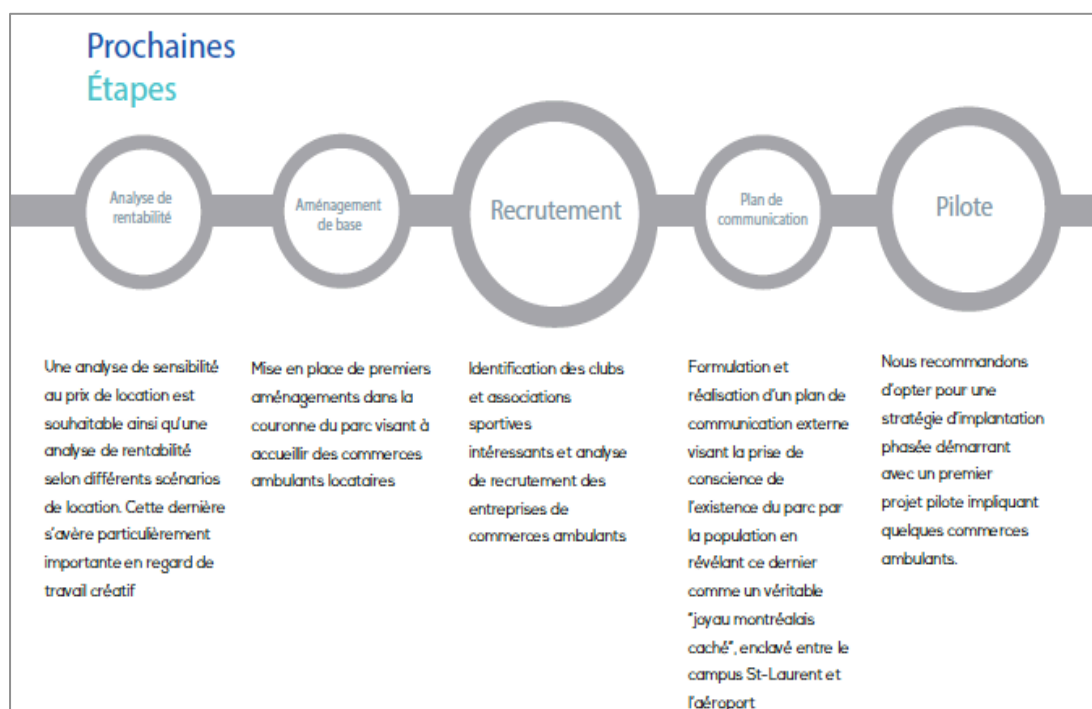 Prochaines
Étapes
Analyse de
rentabilité
Aménagement
de base
Recrutement
Plan de
communication
Pilote
Une analyse de sensibilité
au prix de location est
souhaitable ainsi qu'une
analyse de rentabilité
selon différents scénarios
de location. Cette dernière
s'avère particulièrement
importante en regard de
travail créatif
Mise en place de premiers
aménagements dans la
couronne du parc visant à
accueillir des commerces
ambulants locataires
Identification des clubs
et associations
sportives
intéressants et analyse
de recrutement des
entreprises de
commerces ambulants
Formulation et
réalisation d'un plan de
communication externe
visant la prise de
conscience de
l'existence du parc par
la population en
révélant ce dernier
comme un véritable
"joyau montréalais
caché", enclavé entre le
campus St-Laurent et
l'aéroport
Nous recommandons
d'opter pour une
stratégie d'implantation
phasée démarrant
avec un premier
projet pilote impliquant
quelques commerces
ambulants.